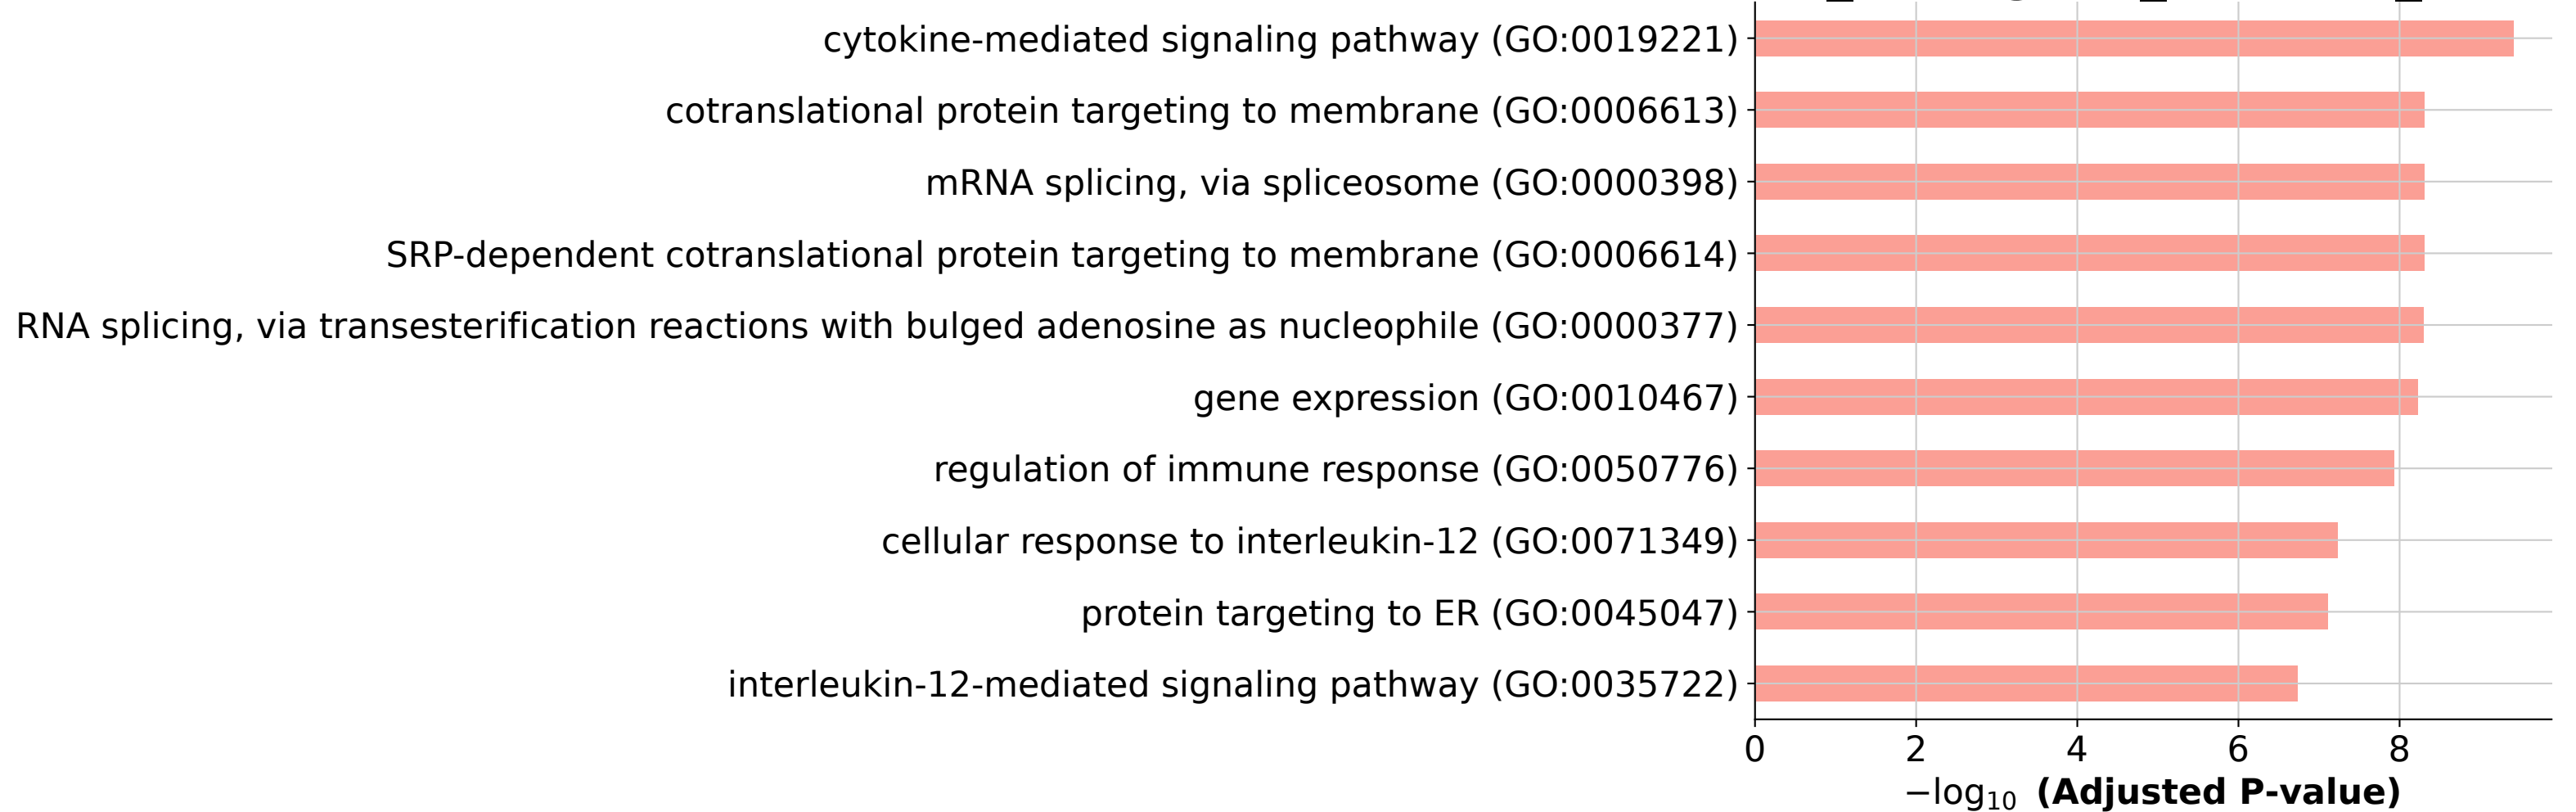 cytokine-mediated signaling pathway (GO:0019221)
cotranslational protein targeting to membrane (GO:0006613)
mRNA splicing, via spliceosome (GO:0000398)
SRP-dependent cotranslational protein targeting to membrane (GO:0006614)
RNA splicing, via transesterification reactions with bulged adenosine as nucleophile (GO:0000377)
gene expression (GO:0010467)
regulation of immune response (GO:0050776)
cellular response to interleukin-12 (GO:0071349)
protein targeting to ER (GO:0045047)
interleukin-12-mediated signaling pathway (GO:0035722)
0 2 4 6 8
−log₁₀ (Adjusted P-value)